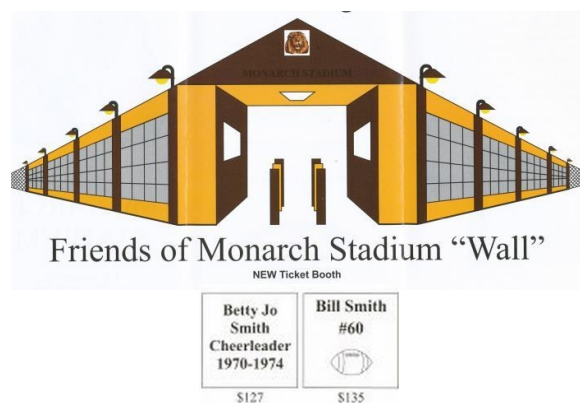 MONARCH STADIUM
Friends of Monarch Stadium “Wall”
NEW Ticket Booth
Betty Jo
Smith
Cheerleader
1970-1974
$127
Bill Smith
#60
$135